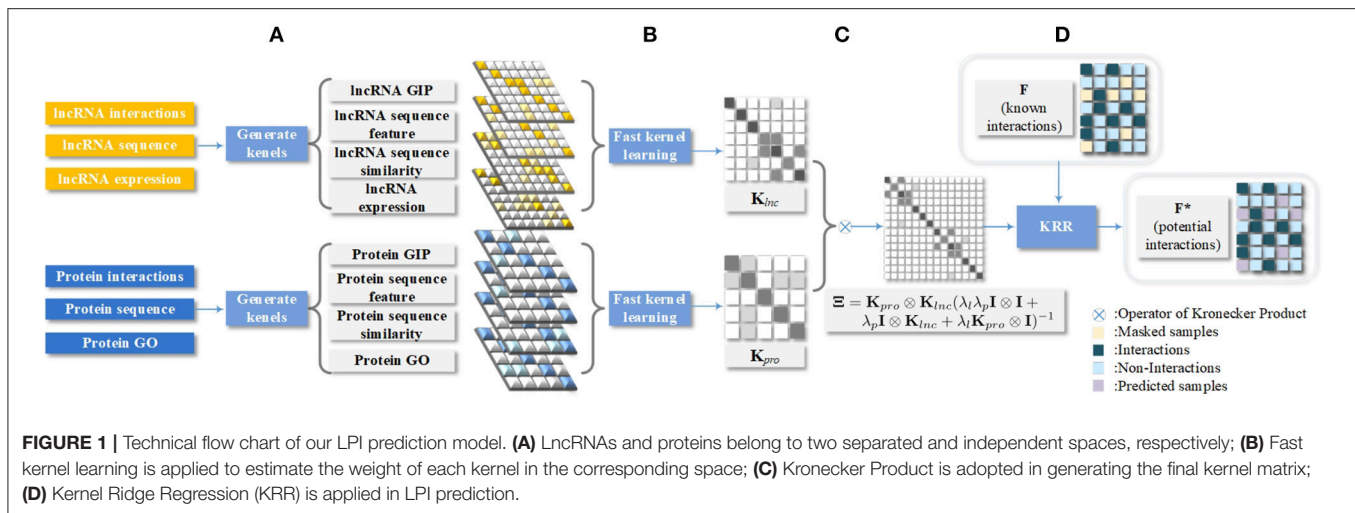 A
B
C
D
lncRNA interactions
lncRNA sequence
lncRNA expression
Generate
kenels
lncRNA GIP
lncRNA sequence
feature
lncRNA sequence
similarity
lncRNA
expression
Fast kernel
learning
K_lnc
Protein interactions
Protein sequence
Protein GO
Generate
kenels
Protein GIP
Protein sequence
feature
Protein sequence
similarity
Protein GO
Fast kernel
learning
K_pro
Ξ = K_pro ⊗ K_lnc(λ_lλ_pI ⊗ I +
λ_pI ⊗ K_lnc + λ_lK_pro ⊗ I)^−1
F
(known
interactions)
KRR
F*
(potential
interactions)
:Operator of Kronecker Product
:Masked samples
:Interactions
:Non-Interactions
:Predicted samples
FIGURE 1 | Technical flow chart of our LPI prediction model. (A) LncRNAs and proteins belong to two separated and independent spaces, respectively; (B) Fast
kernel learning is applied to estimate the weight of each kernel in the corresponding space; (C) Kronecker Product is adopted in generating the final kernel matrix;
(D) Kernel Ridge Regression (KRR) is applied in LPI prediction.